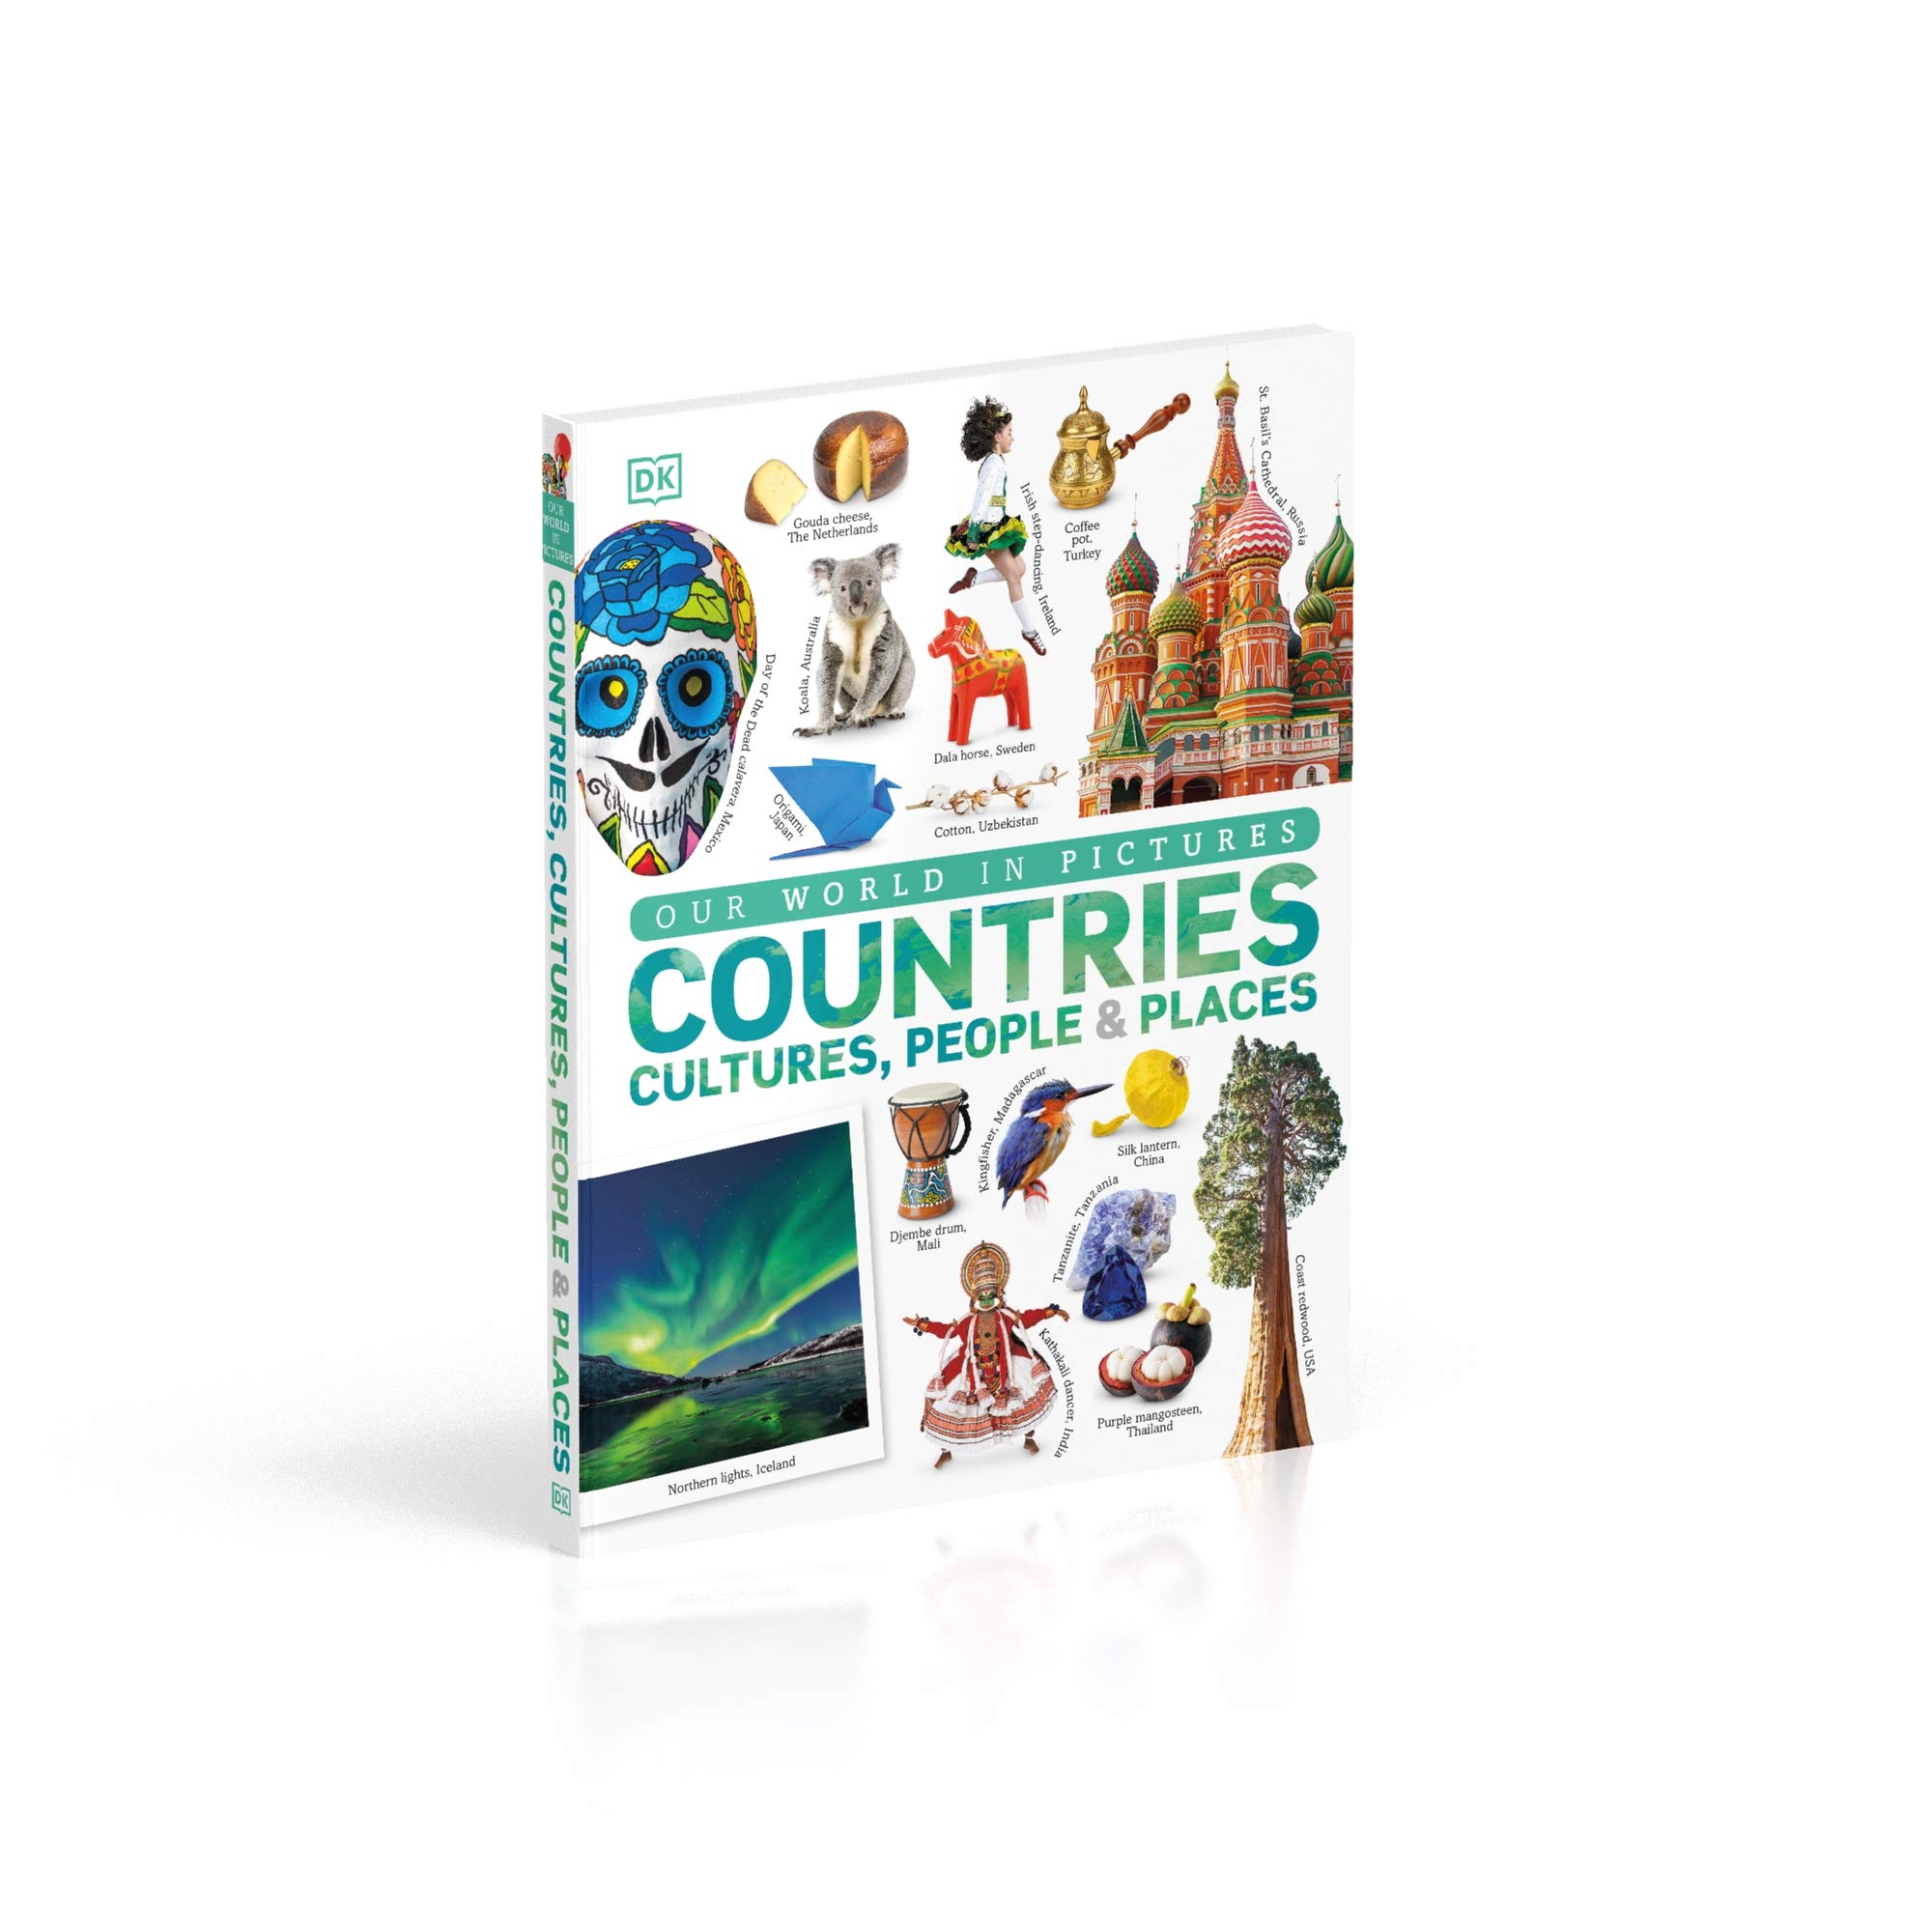 DK
Gouda cheese,
The Netherlands
Irish step-dancing, Ireland
Coffee
pot,
Turkey
St. Basil's Cathedral, Russia
Day of the Dead calavera, Mexico
Koala, Australia
Dala horse, Sweden
Origami,
Japan
Cotton, Uzbekistan
OUR WORLD IN PICTURES
COUNTRIES
CULTURES, PEOPLE & PLACES
Djembe drum,
Mali
Kingfisher, Madagascar
Silk lantern,
China
Tanzanite, Tanzania
Kathakali dancer, India
Purple mangosteen,
Thailand
Coast redwood, USA
Northern lights, Iceland
OUR
WORLD
IN
PICTURES
COUNTRIES, CULTURES, PEOPLE & PLACES
DK